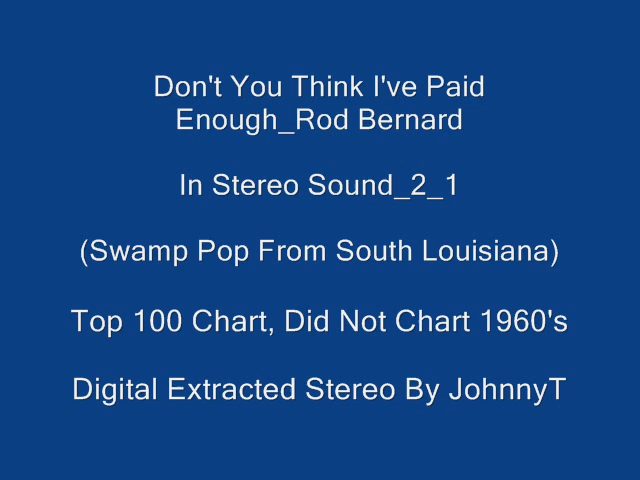 Don't You Think I've Paid
Enough_Rod Bernard
In Stereo Sound_2_1
(Swamp Pop From South Louisiana)
Top 100 Chart, Did Not Chart 1960's
Digital Extracted Stereo By JohnnyT